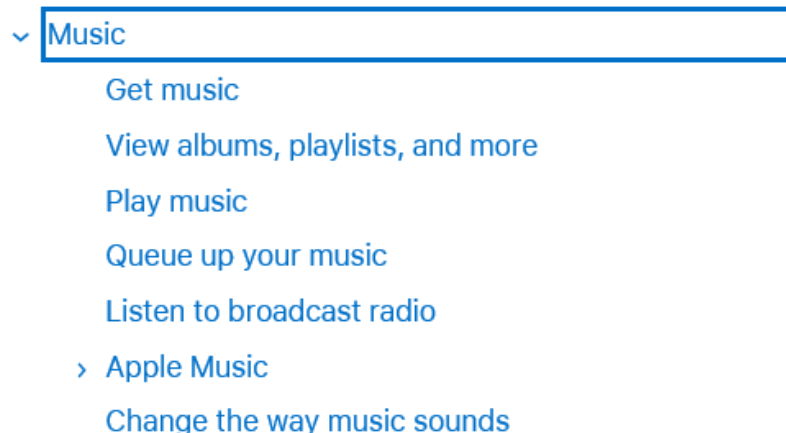 Music
Get music
View albums, playlists, and more
Play music
Queue up your music
Listen to broadcast radio
Apple Music
Change the way music sounds